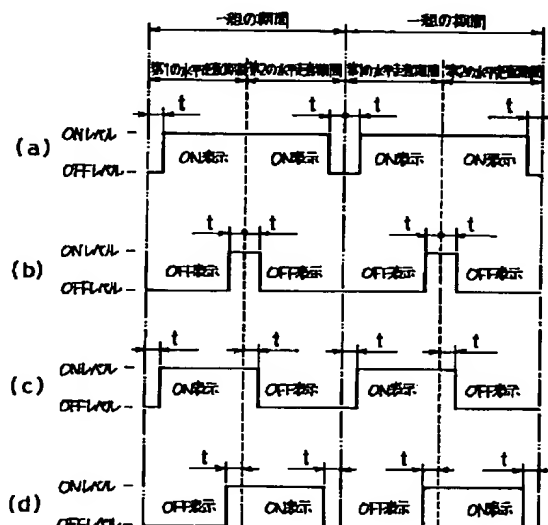 一組の期間 一組の期間
第1の水平走査期間 第2の水平走査期間 第1の水平走査期間 第2の水平走査期間
t t t t
(a) ONレベル
ON表示 ON表示 ON表示 ON表示
OFFレベル
t t t t
(b) ONレベル
OFF表示 OFF表示 OFF表示 OFF表示
OFFレベル
t t t t
(c) ONレベル
ON表示 OFF表示 ON表示 OFF表示
OFFレベル
t t t t
(d) ONレベル
OFF表示 ON表示 OFF表示 ON表示
OFFレベル